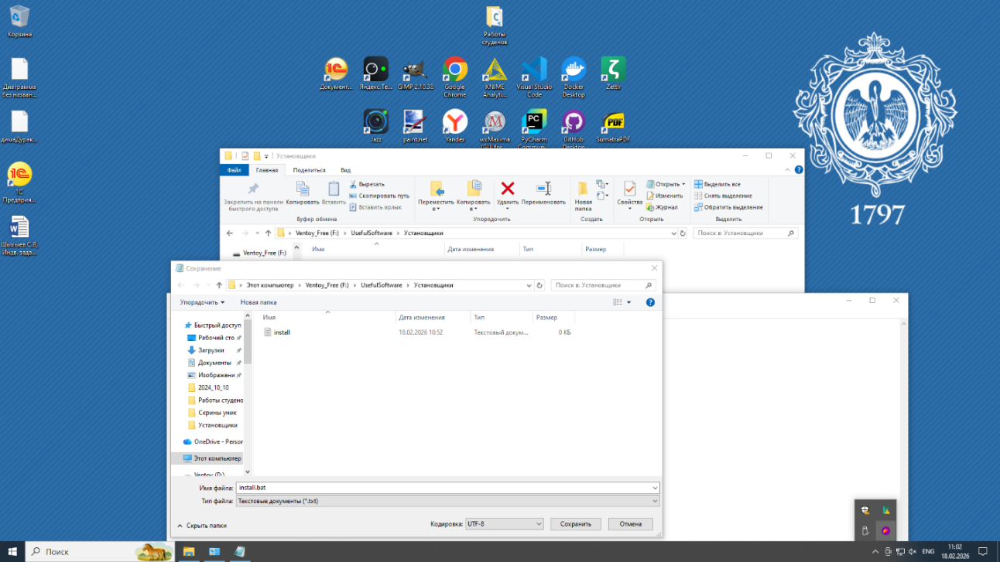 Корзина
Работы
студенов
Диаграмма
без назван...
Документ...
Яндекс.Те...
GIMP 2.10.38
Google
Chrome
KNIME
Analyti...
Visual Studio
Code
Docker
Desktop
Zettlr
димаДурак...
Jazz
paint.net
Yandex
wxMaxima
(GUI for
PyCharm
Communi...
GitHub
Desktop
SumatraPDF
1С
Предприя...
Шыхыев С.В,
Индв. зада...
1797
Установщики
Файл
Главная
Поделиться
Вид
Закрепить на панели
быстрого доступа
Копировать
Вставить
Вырезать
Скопировать путь
Вставить ярлык
Буфер обмена
Переместить
в
Копировать
в
Удалить
Переименовать
Упорядочить
Новая
папка
Создать
Свойства
Открыть
Изменить
Журнал
Открыть
Выделить все
Снять выделение
Обратить выделение
Выделить
Ventoy_Free (F:) › UsefulSoftware › Установщики
Поиск в: Установщики
Ventoy_Free (F:)
Имя
Дата изменения
Тип
Размер
Сохранение
Этот компьютер › Ventoy_Free (F:) › UsefulSoftware › Установщики
Поиск в: Установщики
Упорядочить
Новая папка
Имя
Дата изменения
Тип
Размер
install
18.02.2026 10:52
Текстовый докум...
0 КБ
Быстрый доступ
Рабочий сто
Загрузки
Документы
Изображени
2024_10_10
Работы студено
Скрины уник
Установщики
OneDrive - Person
Этот компьютер
Ventoy (D:)
Имя файла: install.bat
Тип файла: Текстовые документы (*.txt)
Скрыть папки
Кодировка: UTF-8
Сохранить
Отмена
Поиск
ENG
11:02
18.02.2026